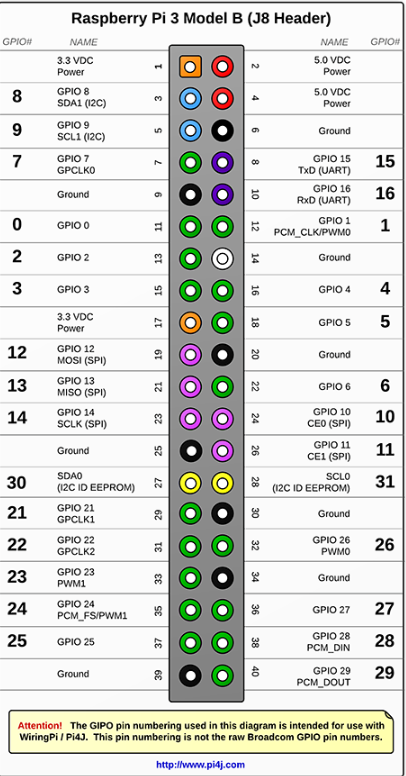 Raspberry Pi 3 Model B (J8 Header)
GPIO# NAME NAME GPIO#
3.3 VDC Power 1 2 5.0 VDC Power
8 GPIO 8 SDA1 (I2C) 3 4 5.0 VDC Power
9 GPIO 9 SCL1 (I2C) 5 6 Ground
7 GPIO 7 GPCLK0 7 8 GPIO 15 TxD (UART) 15
Ground 9 10 GPIO 16 RxD (UART) 16
0 GPIO 0 11 12 GPIO 1 PCM_CLK/PWM0 1
2 GPIO 2 13 14 Ground
3 GPIO 3 15 16 GPIO 4 4
3.3 VDC Power 17 18 GPIO 5 5
12 GPIO 12 MOSI (SPI) 19 20 Ground
13 GPIO 13 MISO (SPI) 21 22 GPIO 6 6
14 GPIO 14 SCLK (SPI) 23 24 GPIO 10 CE0 (SPI) 10
Ground 25 26 GPIO 11 CE1 (SPI) 11
30 SDA0 (I2C ID EEPROM) 27 28 SCL0 (I2C ID EEPROM) 31
21 GPIO 21 GPCLK1 29 30 Ground
22 GPIO 22 GPCLK2 31 32 GPIO 26 PWM0 26
23 GPIO 23 PWM1 33 34 Ground
24 GPIO 24 PCM_FS/PWM1 35 36 GPIO 27 27
25 GPIO 25 37 38 GPIO 28 PCM_DIN 28
Ground 39 40 GPIO 29 PCM_DOUT 29
Attention! The GIPO pin numbering used in this diagram is intended for use with
WiringPi / Pi4J. This pin numbering is not the raw Broadcom GPIO pin numbers.
http://www.pi4j.com